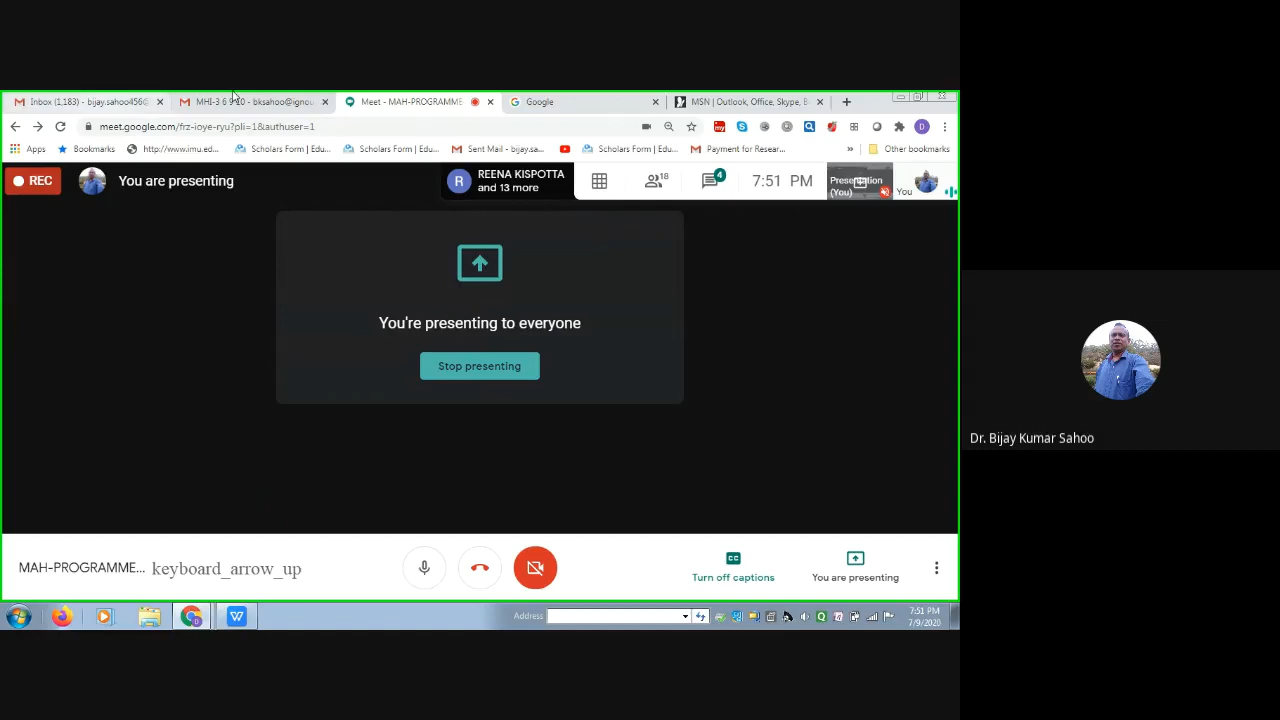 Inbox (1,183) - bijay.sahoo456@
MHI-3 6 9 10 - bksahoo@ignou
Meet - MAH-PROGRAMME
Google
MSN | Outlook, Office, Skype, B
meet.google.com/frz-ioye-ryu?pli=1&authuser=1
Apps
Bookmarks
http://www.imu.ed...
Scholars Form | Edu...
Scholars Form | Edu...
Sent Mail - bijay.sa...
Scholars Form | Edu...
Payment for Resear...
»
Other bookmarks
REC
You are presenting
R
REENA KISPOTTA
and 13 more
18
4
7:51 PM
Presentation
(You)
You
You're presenting to everyone
Stop presenting
Dr. Bijay Kumar Sahoo
MAH-PROGRAMME...
keyboard_arrow_up
CC
Turn off captions
You are presenting
Address
7:51 PM
7/9/2020